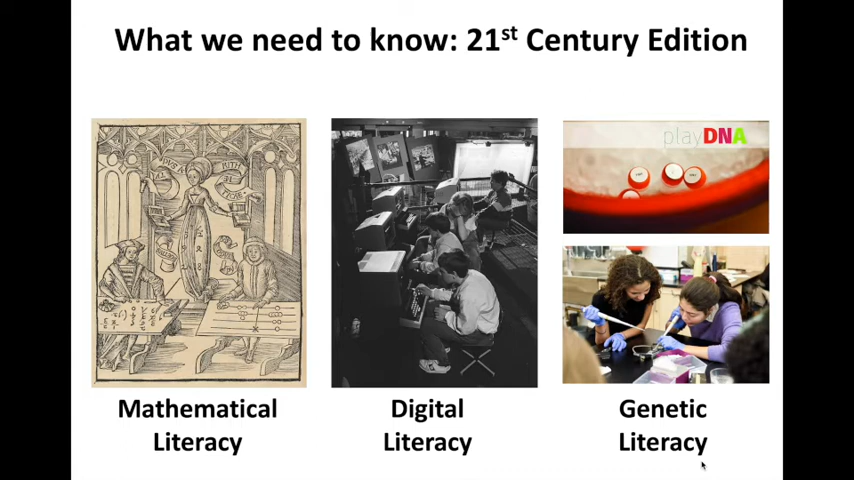 What we need to know: 21st Century Edition
playDNA
Mathematical
Literacy
Digital
Literacy
Genetic
Literacy